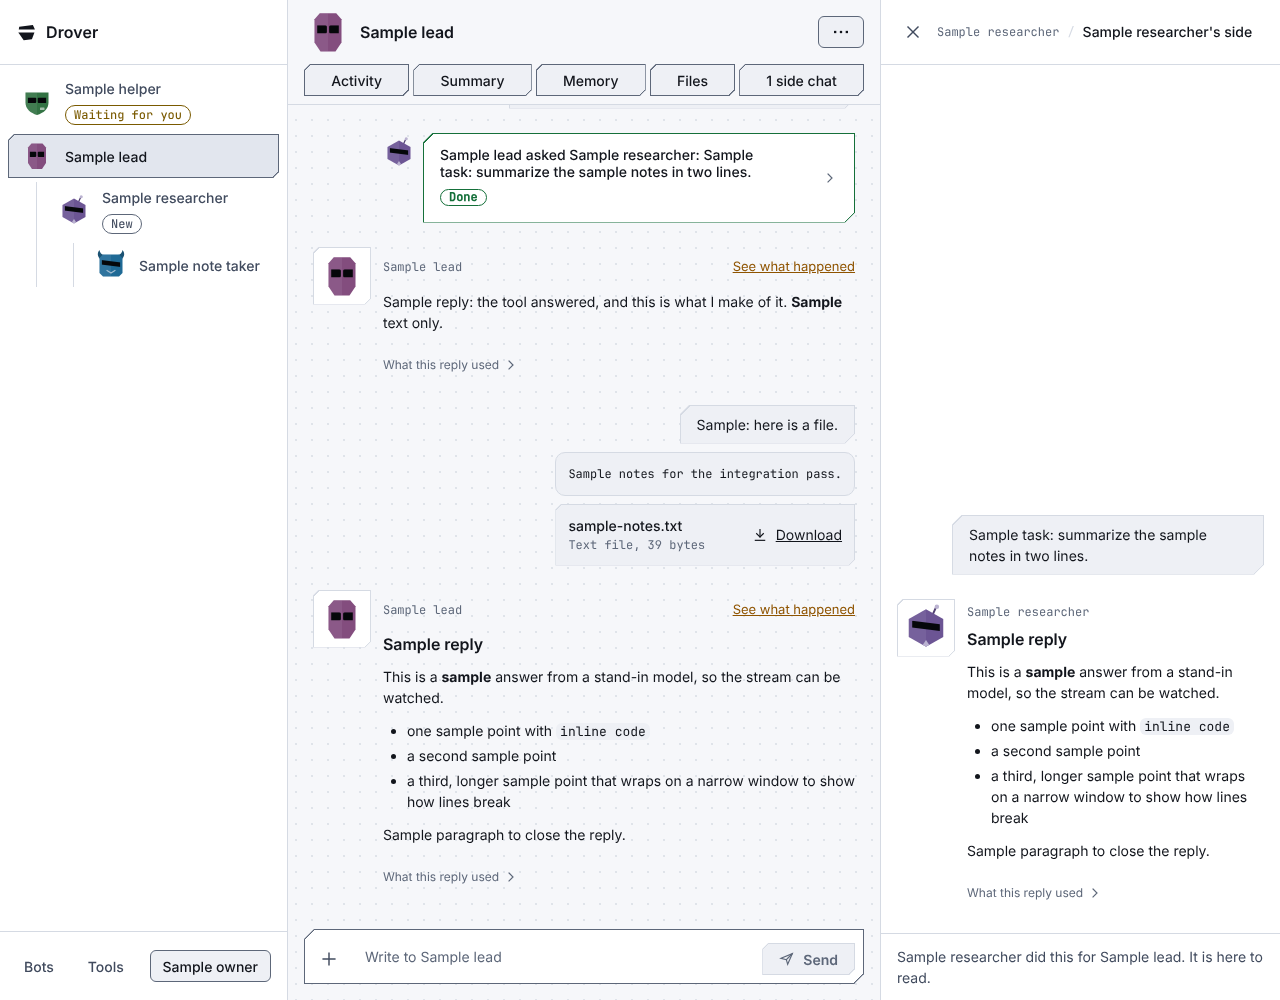 Drover
Sample helper
Waiting for you
Sample lead
Sample researcher
New
Sample note taker
Bots
Tools
Sample owner
Sample lead
...
Activity
Summary
Memory
Files
1 side chat
Sample lead asked Sample researcher: Sample
task: summarize the sample notes in two lines.
Done
Sample lead
See what happened
Sample reply: the tool answered, and this is what I make of it. Sample
text only.
What this reply used
Sample: here is a file.
Sample notes for the integration pass.
sample-notes.txt
Text file, 39 bytes
Download
Sample lead
See what happened
Sample reply
This is a sample answer from a stand-in model, so the stream can be
watched.
one sample point with inline code
a second sample point
a third, longer sample point that wraps on a narrow window to show
how lines break
Sample paragraph to close the reply.
What this reply used
Write to Sample lead
Send
Sample researcher / Sample researcher's side
Sample task: summarize the sample
notes in two lines.
Sample researcher
Sample reply
This is a sample answer from a stand-in
model, so the stream can be watched.
one sample point with inline code
a second sample point
a third, longer sample point that wraps
on a narrow window to show how lines
break
Sample paragraph to close the reply.
What this reply used
Sample researcher did this for Sample lead. It is here to
read.